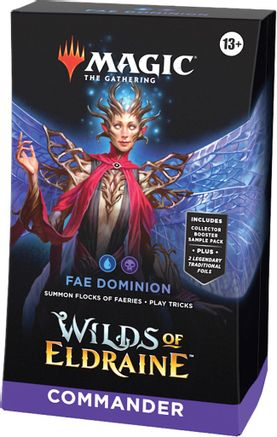 MAGIC
THE GATHERING
13+
INCLUDES
COLLECTOR
BOOSTER
SAMPLE PACK
• PLUS •
2 LEGENDARY
TRADITIONAL
FOILS
FAE DOMINION
SUMMON FLOCKS OF FAERIES • PLAY TRICKS
WILDS OF
ELDRAINE™
COMMANDER